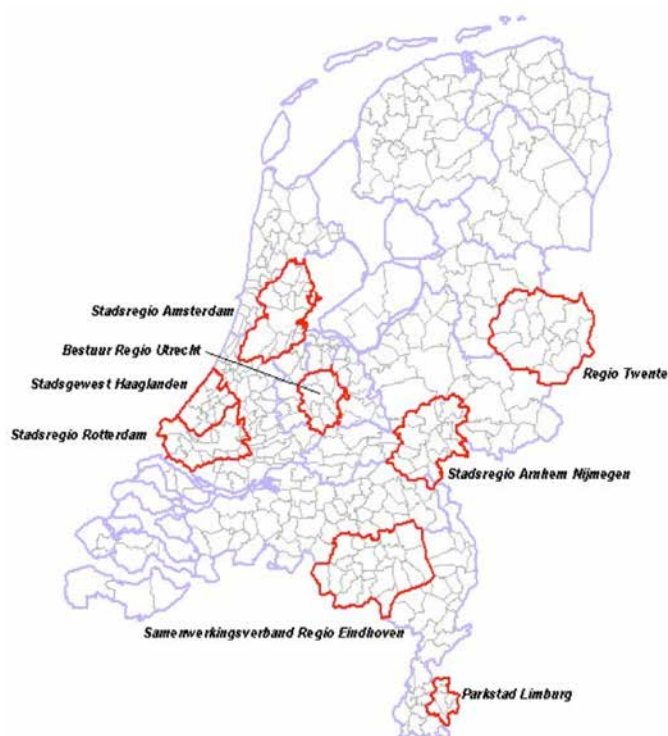 Stadsregio Amsterdam
Bestuur Regio Utrecht
Stadsgewest Haaglanden
Regio Twente
Stadsregio Rotterdam
Stadsregio Arnhem Nijmegen
Samenwerkingsverband Regio Eindhoven
Parkstad Limburg